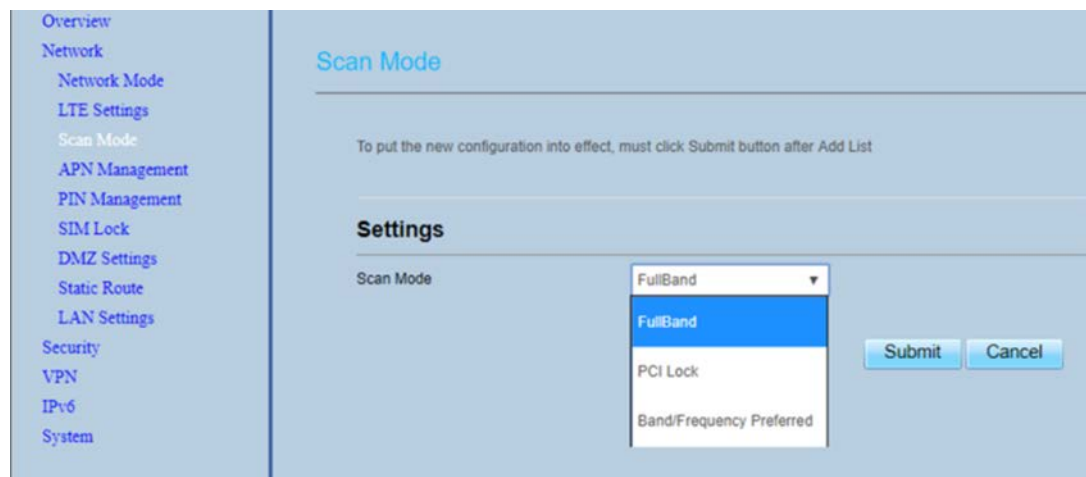 Overview
Network
Network Mode
LTE Settings
Scan Mode
APN Management
PIN Management
SIM Lock
DMZ Settings
Static Route
LAN Settings
Security
VPN
IPv6
System
Scan Mode
To put the new configuration into effect, must click Submit button after Add List
Settings
Scan Mode
FullBand
FullBand
PCI Lock
Band/Frequency Preferred
Submit
Cancel